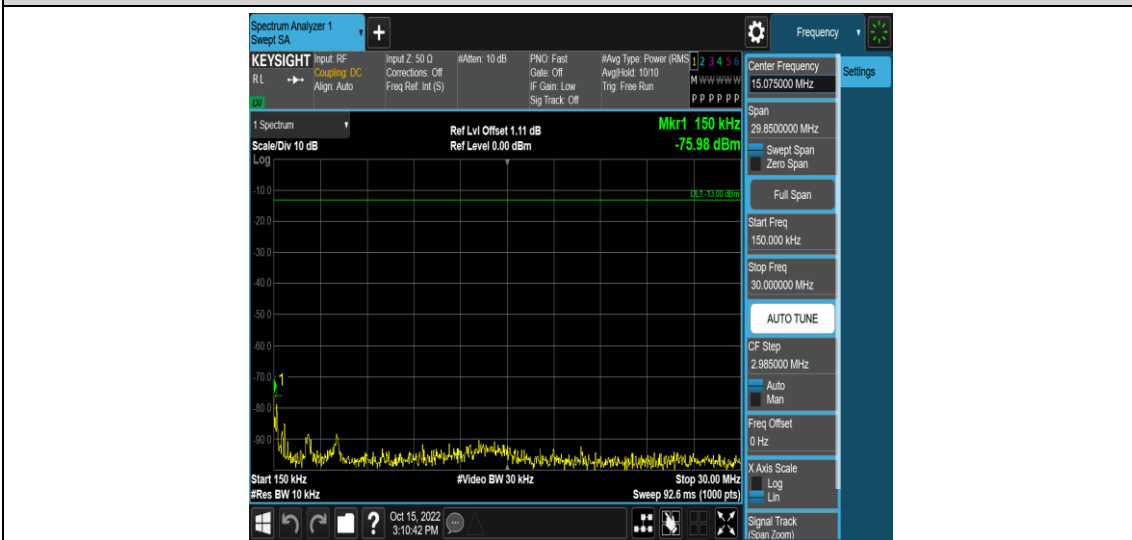 Spectrum Analyzer 1
Swept SA
+
Frequency
KEYSIGHT
R L
LNI
Input: RF
Coupling: DC
Align: Auto
Input Z: 50 Ω
Corrections: Off
Freq Ref: Int (S)
#Atten: 10 dB
PNO: Fast
Gate: Off
IF Gain: Low
Sig Track: Off
#Avg Type: Power (RMS
Avg|Hold: 10/10
Trig: Free Run
1 2 3 4 5 6
M W W W W W
P P P P P P
1 Spectrum
Scale/Div 10 dB
Log
Ref Lvl Offset 1.11 dB
Ref Level 0.00 dBm
Mkr1 150 kHz
-75.98 dBm
DL1 -13.00 dBm
-10.0
-20.0
-30.0
-40.0
-50.0
-60.0
-70.0
1
-80.0
-90.0
Start 150 kHz
#Res BW 10 kHz
#Video BW 30 kHz
Stop 30.00 MHz
Sweep 92.6 ms (1000 pts)
?
Oct 15, 2022
3:10:42 PM
Center Frequency
15.075000 MHz
Settings
Span
29.8500000 MHz
Swept Span
Zero Span
Full Span
Start Freq
150.000 kHz
Stop Freq
30.000000 MHz
AUTO TUNE
CF Step
2.985000 MHz
Auto
Man
Freq Offset
0 Hz
X Axis Scale
Log
Lin
Signal Track
(Span Zoom)